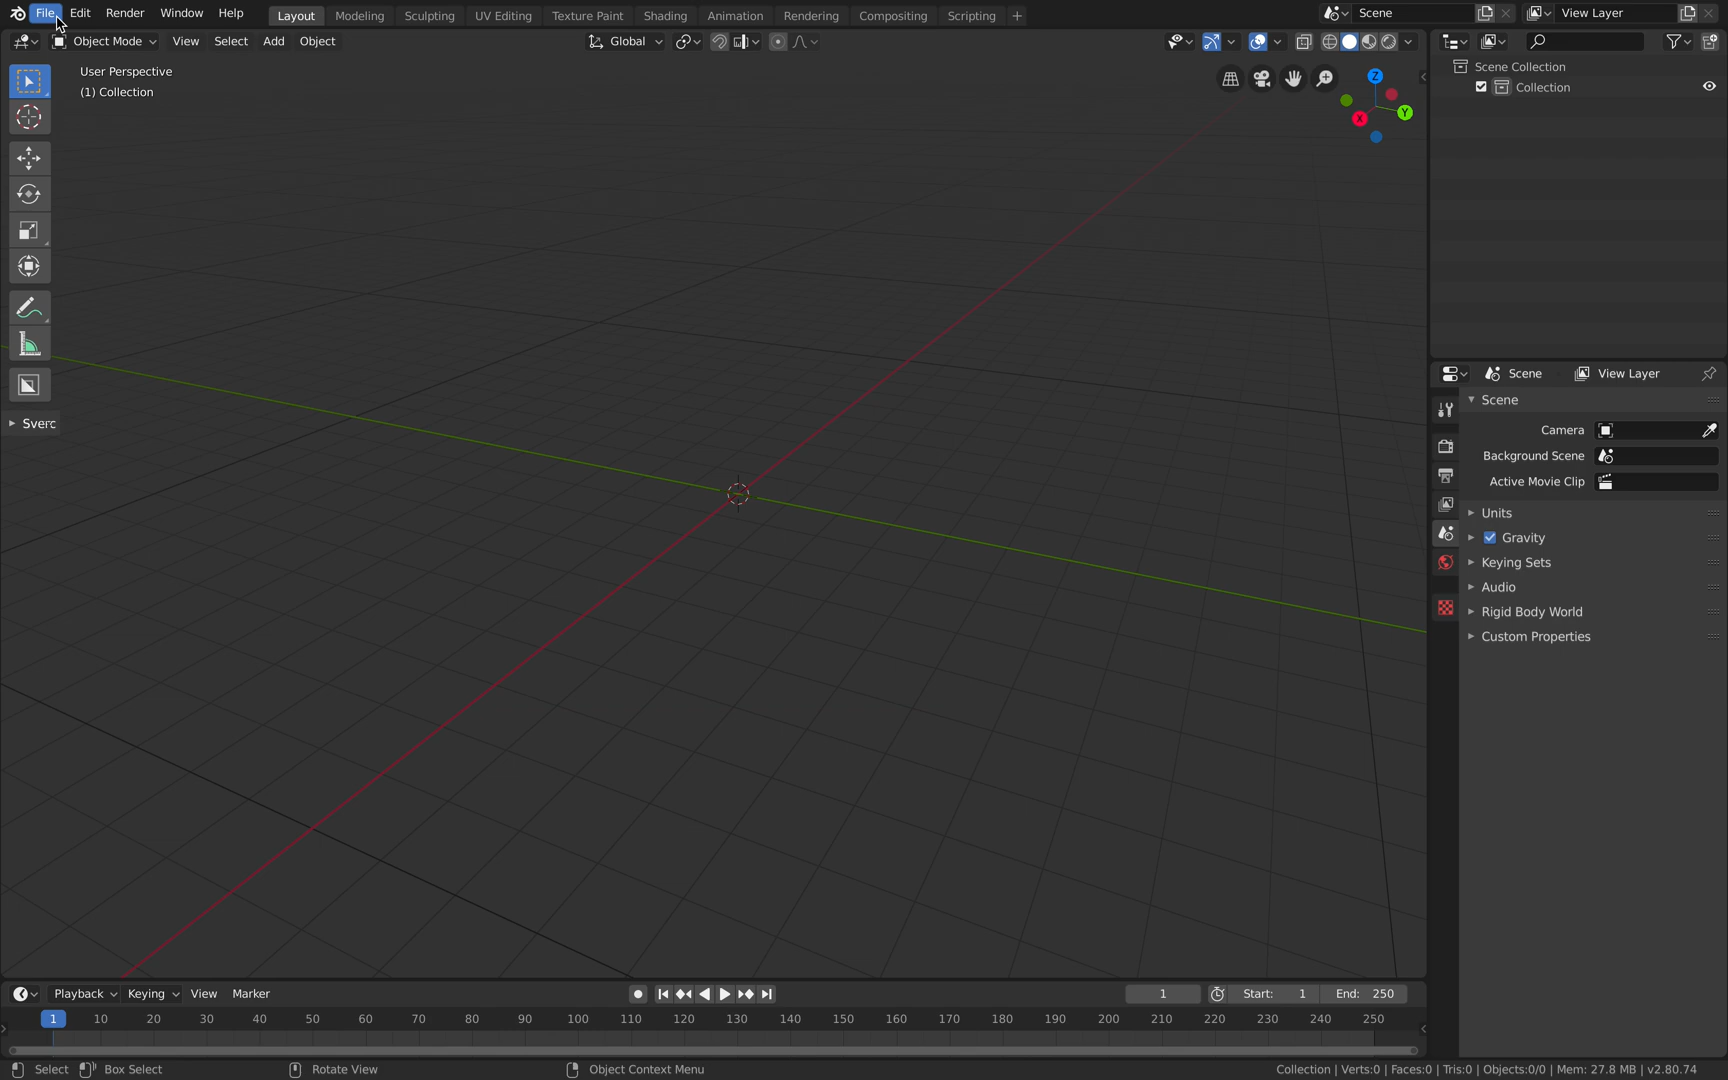 File Edit Render Window Help Layout Modeling Sculpting UV Editing Texture Paint Shading Animation Rendering Compositing Scripting + Scene View Layer
Object Mode View Select Add Object Global
User Perspective
(1) Collection
Z
Y
X
Scene Collection
Collection
Sverc
Scene View Layer
Scene
Camera
Background Scene
Active Movie Clip
Units
Gravity
Keying Sets
Audio
Rigid Body World
Custom Properties
Playback Keying View Marker 1 Start: 1 End: 250
1 10 20 30 40 50 60 70 80 90 100 110 120 130 140 150 160 170 180 190 200 210 220 230 240 250
Select Box Select Rotate View Object Context Menu Collection | Verts:0 | Faces:0 | Tris:0 | Objects:0/0 | Mem: 27.8 MB | v2.80.74